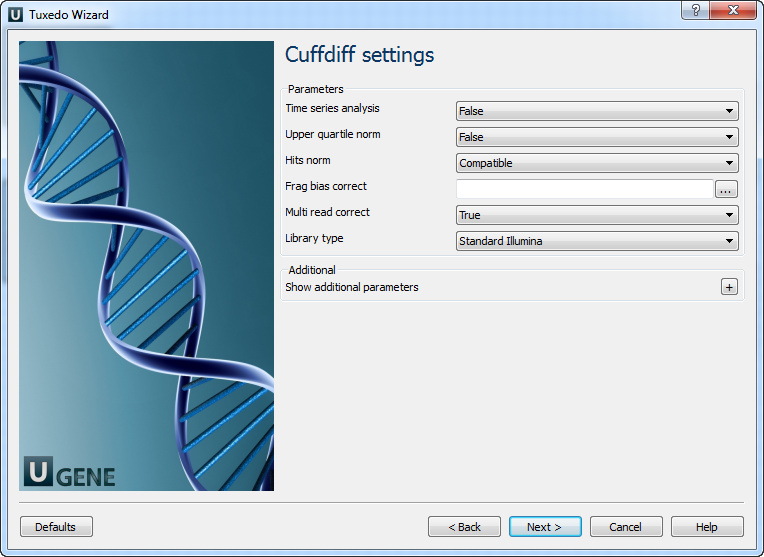 U Tuxedo Wizard
?
Cuffdiff settings
Parameters
Time series analysis False
Upper quartile norm False
Hits norm Compatible
Frag bias correct ...
Multi read correct True
Library type Standard Illumina
Additional
Show additional parameters +
U GENE
Defaults < Back Next > Cancel Help